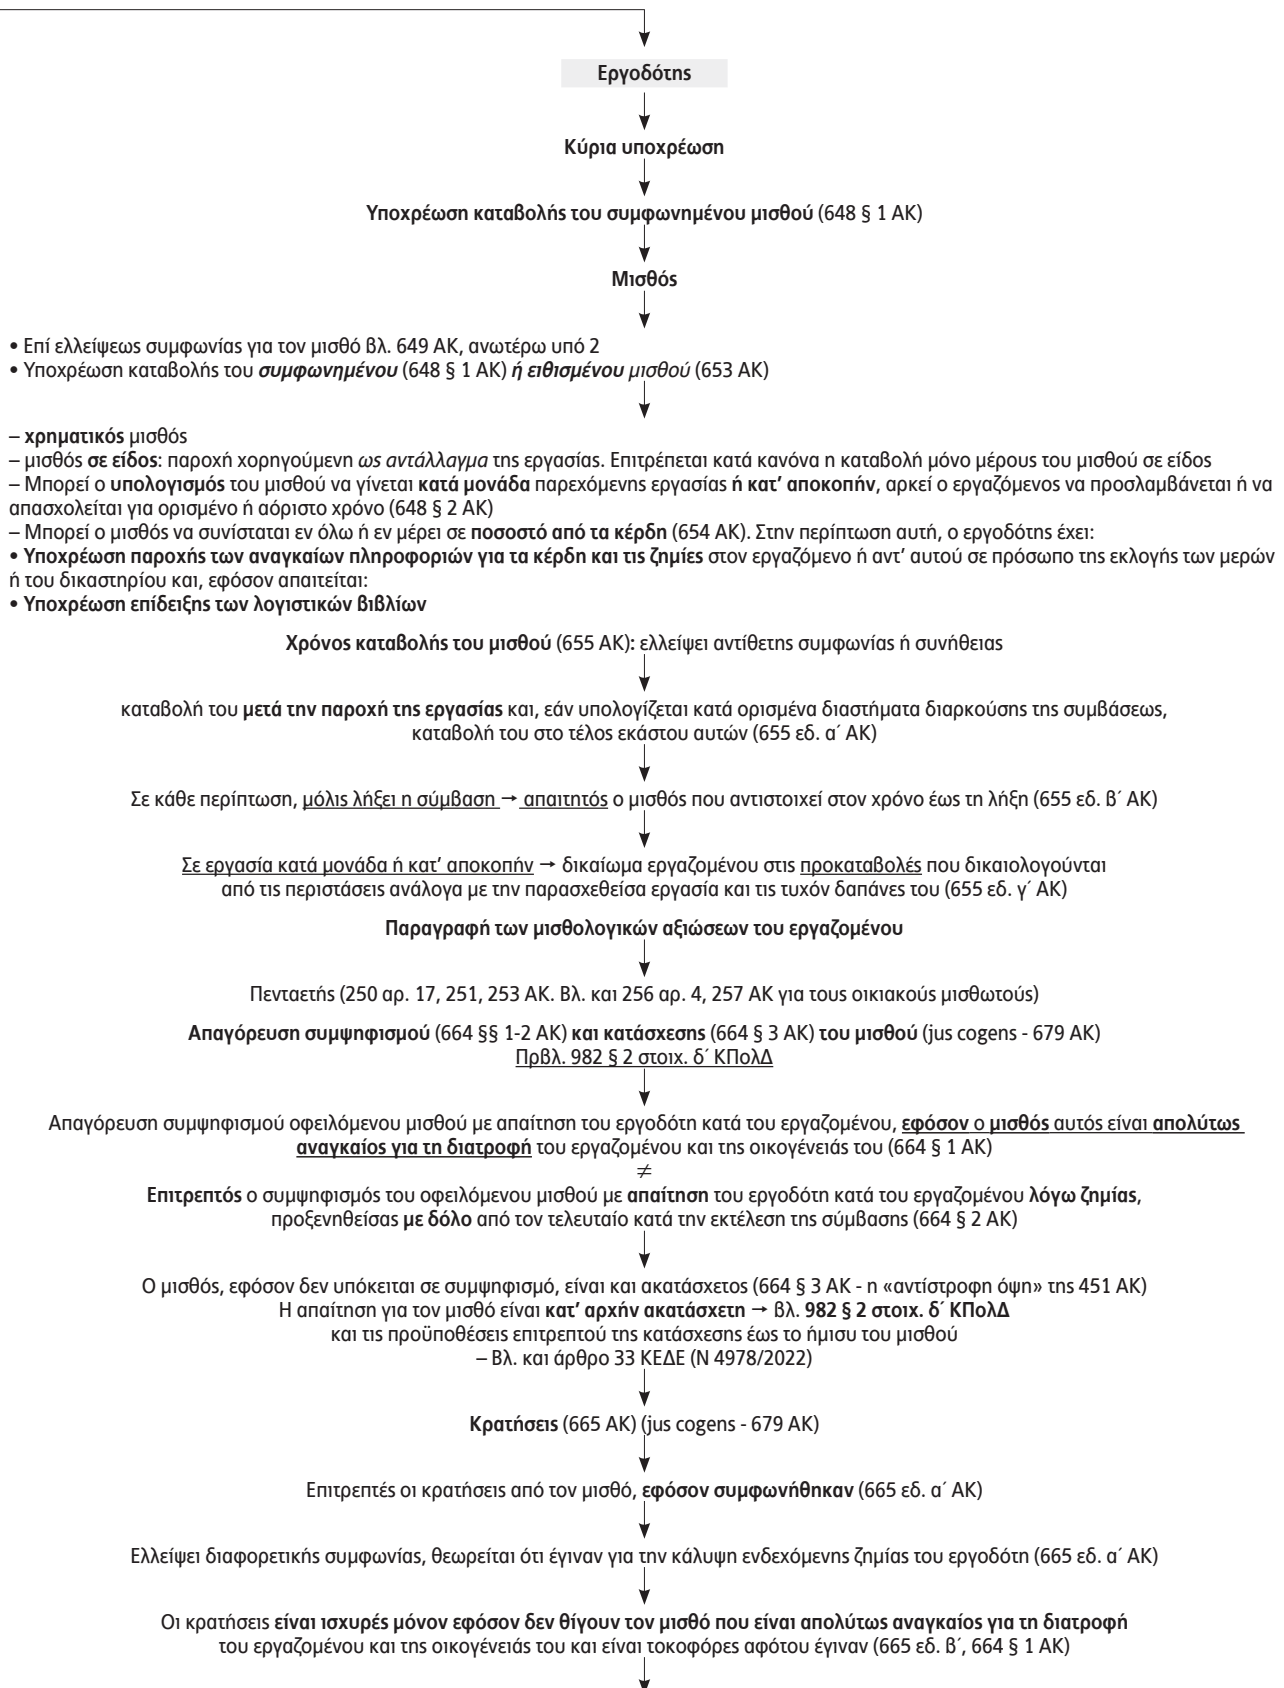 Εργοδότης
Κύρια υποχρέωση
Υποχρέωση καταβολής του συμφωνημένου μισθού (648 § 1 ΑΚ)
Μισθός
• Επί ελλείψεως συμφωνίας για τον μισθό βλ. 649 ΑΚ, ανωτέρω υπό 2
• Υποχρέωση καταβολής του συμφωνημένου (648 § 1 ΑΚ) ή ειθισμένου μισθού (653 ΑΚ)
– χρηματικός μισθός
– μισθός σε είδος: παροχή χορηγούμενη ως αντάλλαγμα της εργασίας. Επιτρέπεται κατά κανόνα η καταβολή μόνο μέρους του μισθού σε είδος
– Μπορεί ο υπολογισμός του μισθού να γίνεται κατά μονάδα παρεχόμενης εργασίας ή κατ’ αποκοπήν, αρκεί ο εργαζόμενος να προσλαμβάνεται ή να
απασχολείται για ορισμένο ή αόριστο χρόνο (648 § 2 ΑΚ)
– Μπορεί ο μισθός να συνίσταται εν όλω ή εν μέρει σε ποσοστό από τα κέρδη (654 ΑΚ). Στην περίπτωση αυτή, ο εργοδότης έχει:
• Υποχρέωση παροχής των αναγκαίων πληροφοριών για τα κέρδη και τις ζημίες στον εργαζόμενο ή αντ’ αυτού σε πρόσωπο της εκλογής των μερών
ή του δικαστηρίου και, εφόσον απαιτείται:
• Υποχρέωση επίδειξης των λογιστικών βιβλίων
Χρόνος καταβολής του μισθού (655 ΑΚ): ελλείψει αντίθετης συμφωνίας ή συνήθειας
καταβολή του μετά την παροχή της εργασίας και, εάν υπολογίζεται κατά ορισμένα διαστήματα διαρκούσης της συμβάσεως,
καταβολή του στο τέλος εκάστου αυτών (655 εδ. α´ ΑΚ)
Σε κάθε περίπτωση, μόλις λήξει η σύμβαση → απαιτητός ο μισθός που αντιστοιχεί στον χρόνο έως τη λήξη (655 εδ. β´ ΑΚ)
Σε εργασία κατά μονάδα ή κατ’ αποκοπήν → δικαίωμα εργαζομένου στις προκαταβολές που δικαιολογούνται
από τις περιστάσεις ανάλογα με την παρασχεθείσα εργασία και τις τυχόν δαπάνες του (655 εδ. γ´ ΑΚ)
Παραγραφή των μισθολογικών αξιώσεων του εργαζομένου
Πενταετής (250 αρ. 17, 251, 253 ΑΚ. Βλ. και 256 αρ. 4, 257 ΑΚ για τους οικιακούς μισθωτούς)
Απαγόρευση συμψηφισμού (664 §§ 1-2 ΑΚ) και κατάσχεσης (664 § 3 ΑΚ) του μισθού (jus cogens - 679 ΑΚ)
Πρβλ. 982 § 2 στοιχ. δ´ ΚΠολΔ
Απαγόρευση συμψηφισμού οφειλόμενου μισθού με απαίτηση του εργοδότη κατά του εργαζομένου, εφόσον ο μισθός αυτός είναι απολύτως
αναγκαίος για τη διατροφή του εργαζομένου και της οικογένειάς του (664 § 1 ΑΚ)
≠
Επιτρεπτός ο συμψηφισμός του οφειλόμενου μισθού με απαίτηση του εργοδότη κατά του εργαζομένου λόγω ζημίας,
προξενηθείσας με δόλο από τον τελευταίο κατά την εκτέλεση της σύμβασης (664 § 2 ΑΚ)
Ο μισθός, εφόσον δεν υπόκειται σε συμψηφισμό, είναι και ακατάσχετος (664 § 3 ΑΚ - η «αντίστροφη όψη» της 451 ΑΚ)
Η απαίτηση για τον μισθό είναι κατ’ αρχήν ακατάσχετη → βλ. 982 § 2 στοιχ. δ´ ΚΠολΔ
και τις προϋποθέσεις επιτρεπτού της κατάσχεσης έως το ήμισυ του μισθού
– Βλ. και άρθρο 33 ΚΕΔΕ (Ν 4978/2022)
Κρατήσεις (665 ΑΚ) (jus cogens - 679 ΑΚ)
Επιτρεπτές οι κρατήσεις από τον μισθό, εφόσον συμφωνήθηκαν (665 εδ. α´ ΑΚ)
Ελλείψει διαφορετικής συμφωνίας, θεωρείται ότι έγιναν για την κάλυψη ενδεχόμενης ζημίας του εργοδότη (665 εδ. α´ ΑΚ)
Οι κρατήσεις είναι ισχυρές μόνον εφόσον δεν θίγουν τον μισθό που είναι απολύτως αναγκαίος για τη διατροφή
του εργαζομένου και της οικογένειάς του και είναι τοκοφόρες αφότου έγιναν (665 εδ. β´, 664 § 1 ΑΚ)